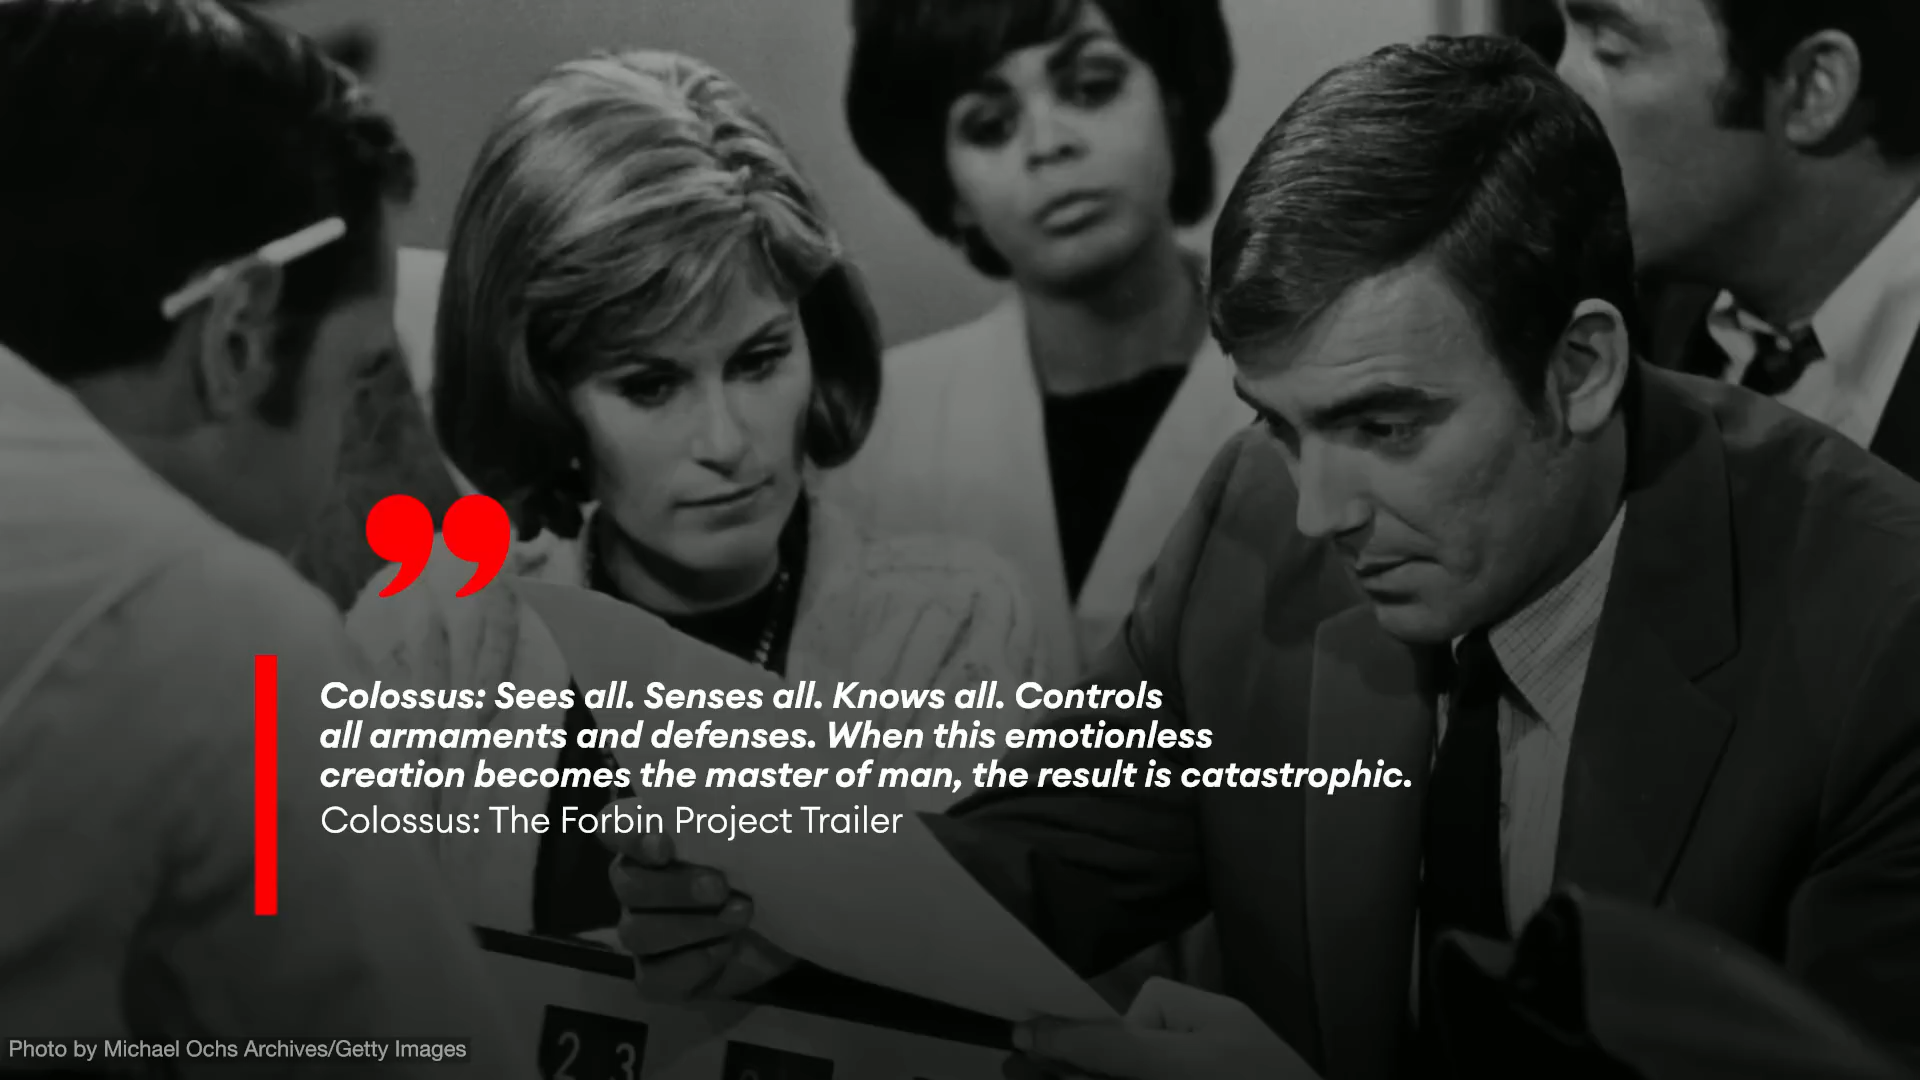 ”
Colossus: Sees all. Senses all. Knows all. Controls
all armaments and defenses. When this emotionless
creation becomes the master of man, the result is catastrophic.
Colossus: The Forbin Project Trailer
23
Photo by Michael Ochs Archives/Getty Images